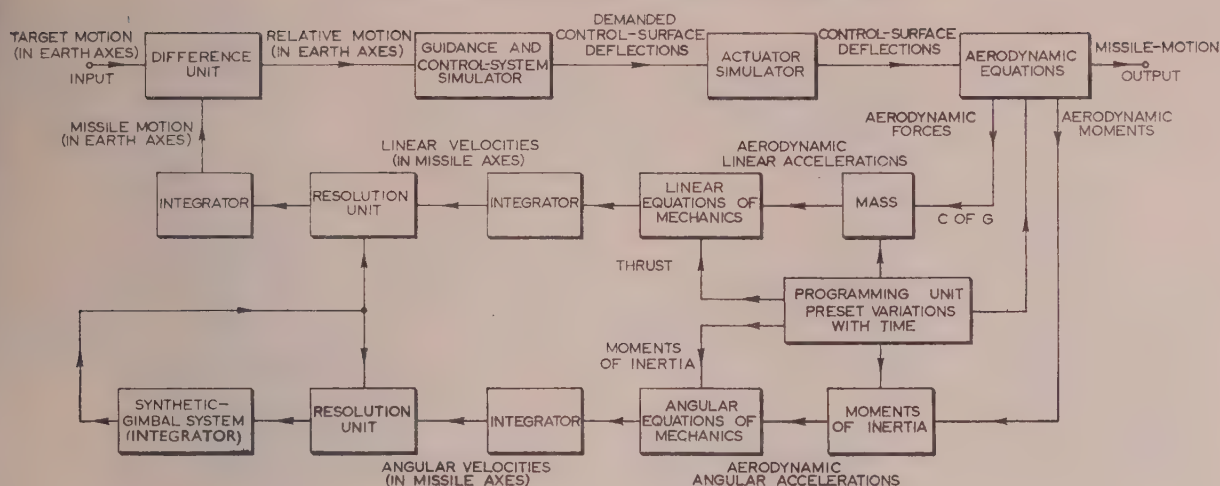 TARGET MOTION
(IN EARTH AXES)
INPUT
DIFFERENCE
UNIT
RELATIVE MOTION
(IN EARTH AXES)
GUIDANCE AND
CONTROL-SYSTEM
SIMULATOR
DEMANDED
CONTROL-SURFACE
DEFLECTIONS
ACTUATOR
SIMULATOR
CONTROL-SURFACE
DEFLECTIONS
AERODYNAMIC
EQUATIONS
MISSILE-MOTION
OUTPUT
MISSILE MOTION
(IN EARTH AXES)
LINEAR VELOCITIES
(IN MISSILE AXES)
AERODYNAMIC
LINEAR ACCELERATIONS
AERODYNAMIC
FORCES
AERODYNAMIC
MOMENTS
INTEGRATOR
RESOLUTION
UNIT
INTEGRATOR
LINEAR
EQUATIONS OF
MECHANICS
MASS
C OF G
THRUST
PROGRAMMING UNIT
PRESET VARIATIONS
WITH TIME
MOMENTS
OF INERTIA
SYNTHETIC-
GIMBAL SYSTEM
(INTEGRATOR)
RESOLUTION
UNIT
INTEGRATOR
ANGULAR
EQUATIONS OF
MECHANICS
MOMENTS
OF INERTIA
ANGULAR VELOCITIES
(IN MISSILE AXES)
AERODYNAMIC
ANGULAR ACCELERATIONS